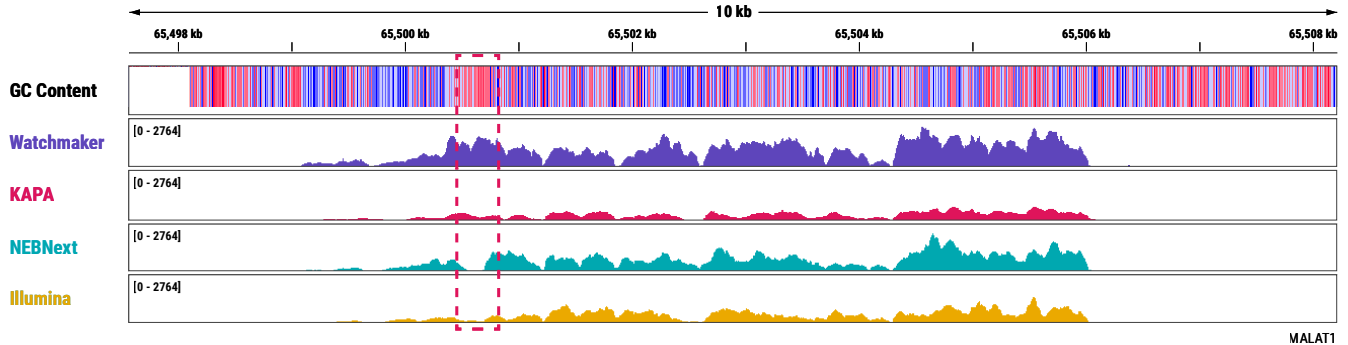 10 kb
65,498 kb 65,500 kb 65,502 kb 65,504 kb 65,506 kb 65,508 kb
GC Content
Watchmaker [0 - 2764]
KAPA [0 - 2764]
NEBNext [0 - 2764]
Illumina [0 - 2764]
MALAT1